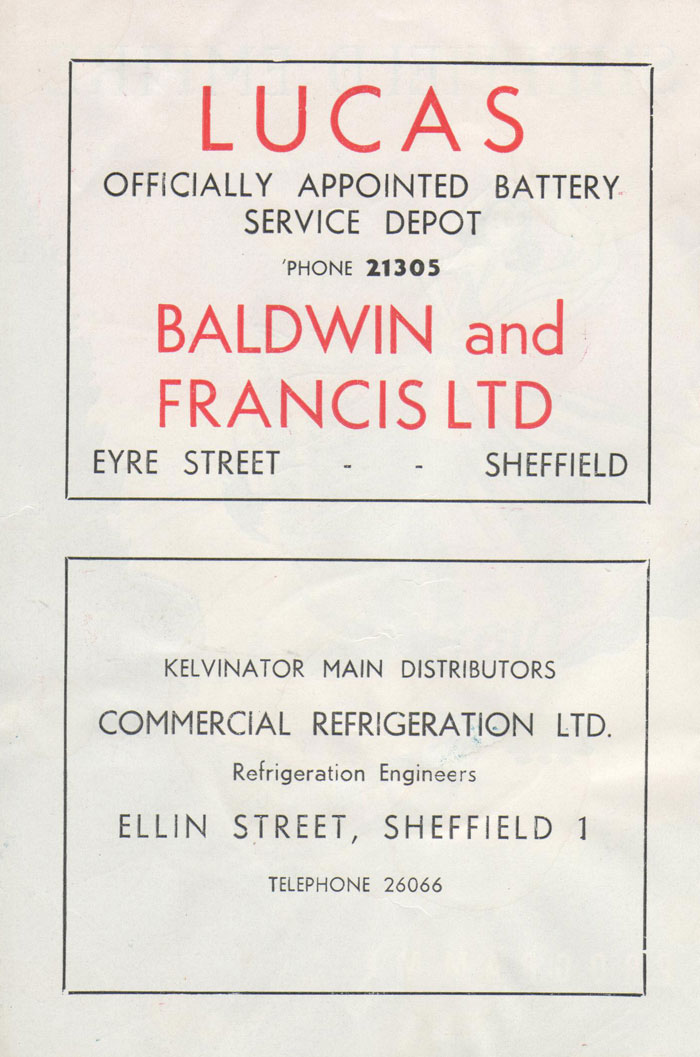 LUCAS
OFFICIALLY APPOINTED BATTERY
SERVICE DEPOT
'PHONE 21305
BALDWIN and
FRANCIS LTD
EYRE STREET - - SHEFFIELD
KELVINATOR MAIN DISTRIBUTORS
COMMERCIAL REFRIGERATION LTD.
Refrigeration Engineers
ELLIN STREET, SHEFFIELD 1
TELEPHONE 26066